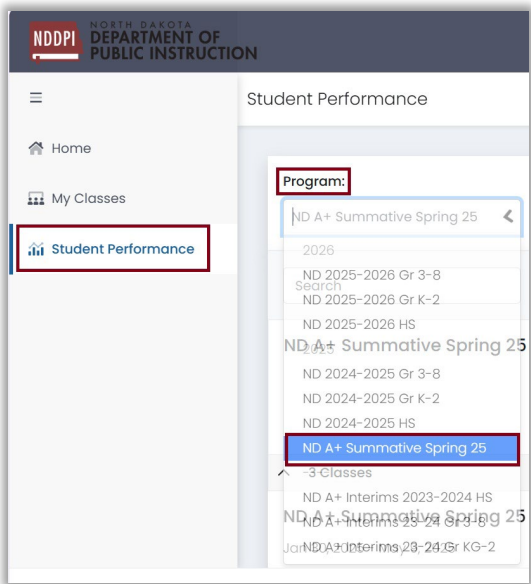 NDDPI
NORTH DAKOTA
DEPARTMENT OF
PUBLIC INSTRUCTION
Student Performance
Home
My Classes
Student Performance
Program:
ND A+ Summative Spring 25
2026
ND 2025-2026 Gr 3-8
Search
ND 2025-2026 Gr K-2
ND 2025-2026 HS
2025
ND A+ Summative Spring 25
ND 2024-2025 Gr 3-8
ND 2024-2025 Gr K-2
ND 2024-2025 HS
ND A+ Summative Spring 25
3 Classes
ND A+ Interims 2023-2024 HS
ND A+ Interims 23-24 Gr 3-8
ND A+ Summative Spring 25
ND A+ Interims 23-24 Gr KG-2